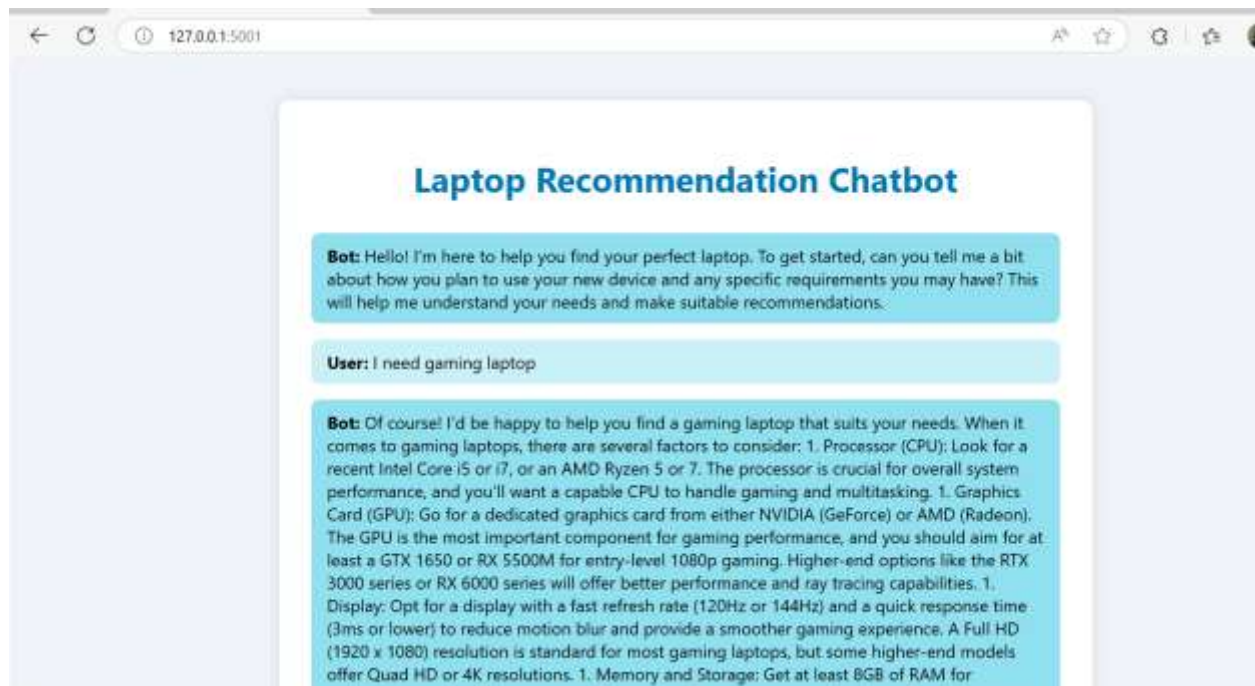 127.0.0.1:5001
Laptop Recommendation Chatbot
Bot: Hello! I'm here to help you find your perfect laptop. To get started, can you tell me a bit
about how you plan to use your new device and any specific requirements you may have? This
will help me understand your needs and make suitable recommendations.
User: I need gaming laptop
Bot: Of course! I'd be happy to help you find a gaming laptop that suits your needs. When it
comes to gaming laptops, there are several factors to consider: 1. Processor (CPU): Look for a
recent Intel Core i5 or i7, or an AMD Ryzen 5 or 7. The processor is crucial for overall system
performance, and you'll want a capable CPU to handle gaming and multitasking. 1. Graphics
Card (GPU): Go for a dedicated graphics card from either NVIDIA (GeForce) or AMD (Radeon).
The GPU is the most important component for gaming performance, and you should aim for at
least a GTX 1650 or RX 5500M for entry-level 1080p gaming. Higher-end options like the RTX
3000 series or RX 6000 series will offer better performance and ray tracing capabilities. 1.
Display: Opt for a display with a fast refresh rate (120Hz or 144Hz) and a quick response time
(3ms or lower) to reduce motion blur and provide a smoother gaming experience. A Full HD
(1920 x 1080) resolution is standard for most gaming laptops, but some higher-end models
offer Quad HD or 4K resolutions. 1. Memory and Storage: Get at least 8GB of RAM for